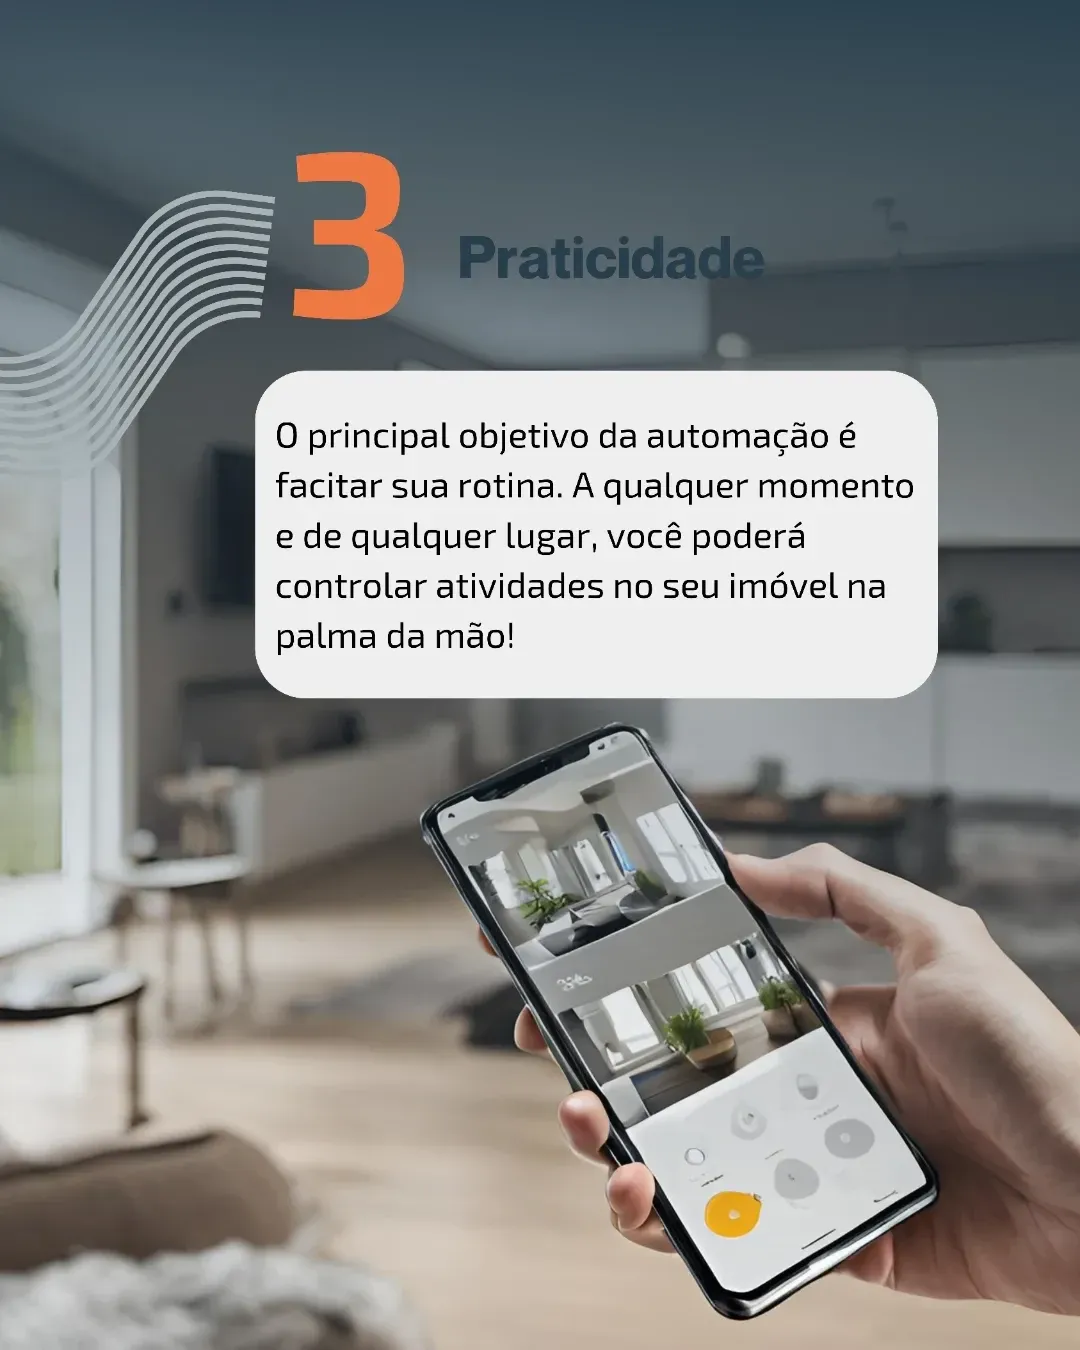 3
Praticidade
O principal objetivo da automação é
facitar sua rotina. A qualquer momento
e de qualquer lugar, você poderá
controlar atividades no seu imóvel na
palma da mão!